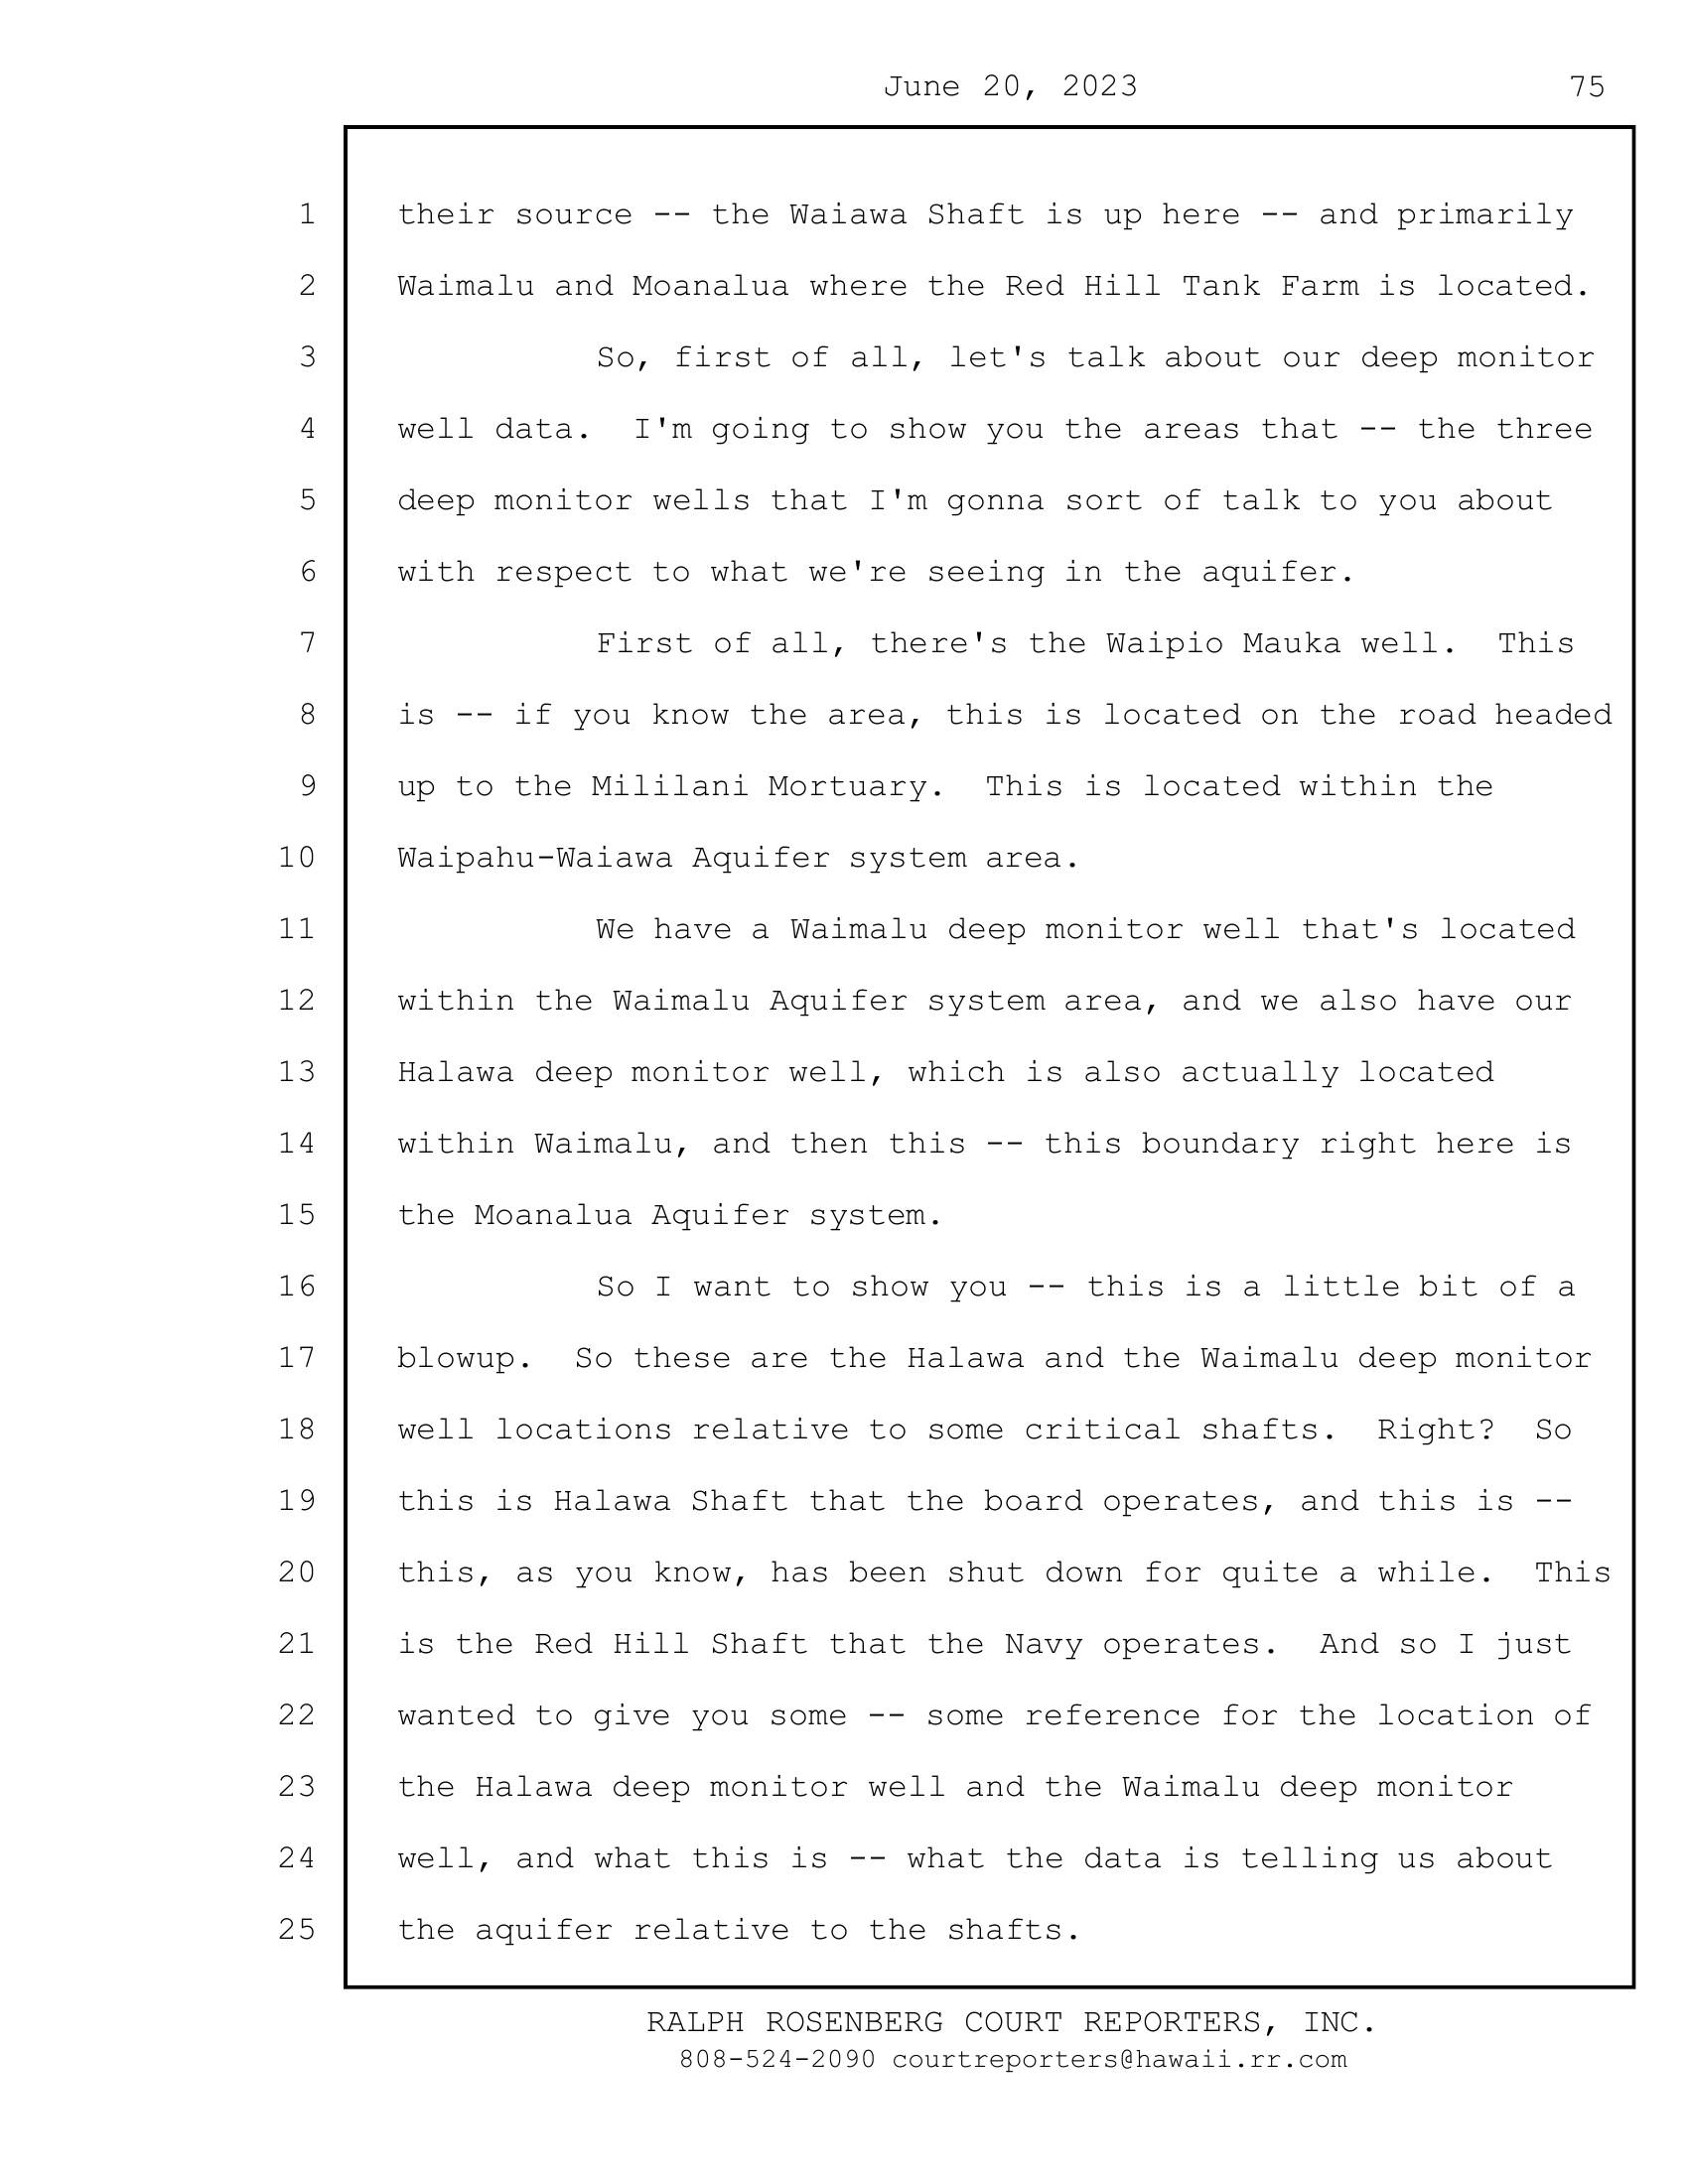 June 20, 2023 75
1 their source -- the Waiawa Shaft is up here -- and primarily
2 Waimalu and Moanalua where the Red Hill Tank Farm is located.
3 So, first of all, let's talk about our deep monitor
4 well data.  I'm going to show you the areas that -- the three
5 deep monitor wells that I'm gonna sort of talk to you about
6 with respect to what we're seeing in the aquifer.
7 First of all, there's the Waipio Mauka well.  This
8 is -- if you know the area, this is located on the road headed
9 up to the Mililani Mortuary.  This is located within the
10 Waipahu-Waiawa Aquifer system area.
11 We have a Waimalu deep monitor well that's located
12 within the Waimalu Aquifer system area, and we also have our
13 Halawa deep monitor well, which is also actually located
14 within Waimalu, and then this -- this boundary right here is
15 the Moanalua Aquifer system.
16 So I want to show you -- this is a little bit of a
17 blowup.  So these are the Halawa and the Waimalu deep monitor
18 well locations relative to some critical shafts.  Right?  So
19 this is Halawa Shaft that the board operates, and this is --
20 this, as you know, has been shut down for quite a while.  This
21 is the Red Hill Shaft that the Navy operates.  And so I just
22 wanted to give you some -- some reference for the location of
23 the Halawa deep monitor well and the Waimalu deep monitor
24 well, and what this is -- what the data is telling us about
25 the aquifer relative to the shafts.
RALPH ROSENBERG COURT REPORTERS, INC.
808-524-2090 courtreporters@hawaii.rr.com